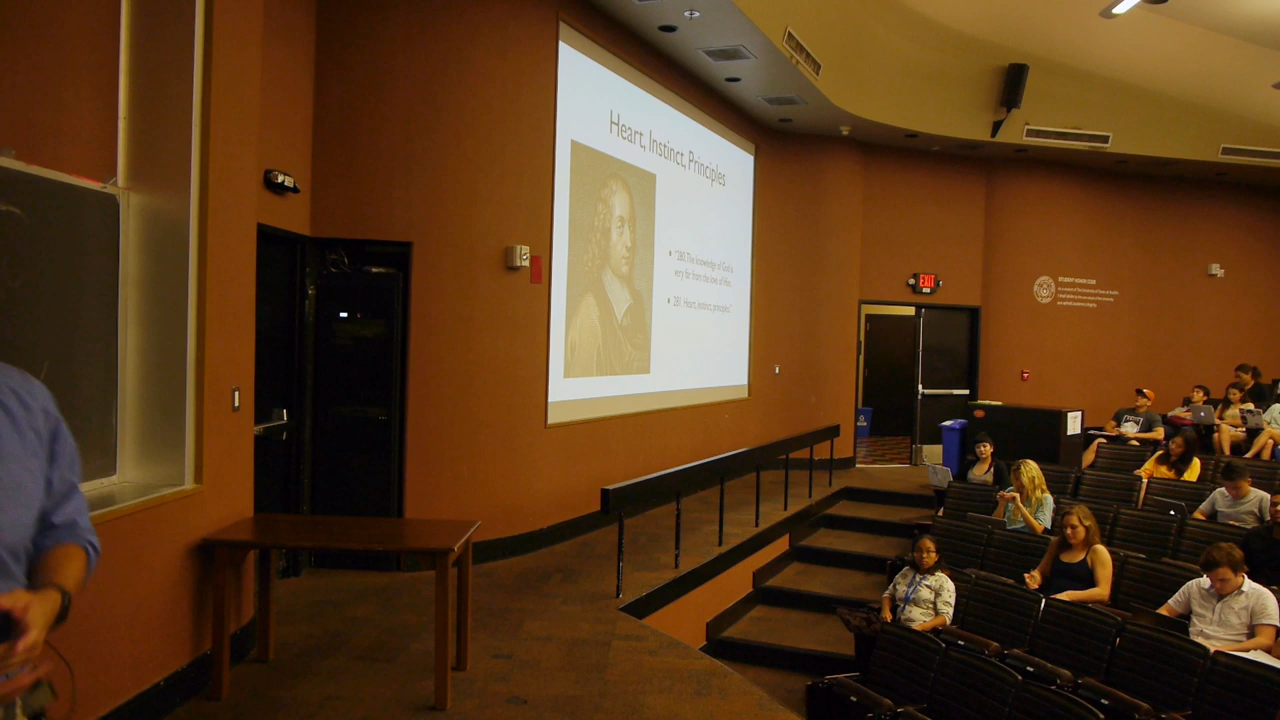 Heart, Instinct, Principles
• "280. The knowledge of God is
very far from the love of Him.
• 281. Heart, instinct, principles."
EXIT
STUDENT HONOR CODE